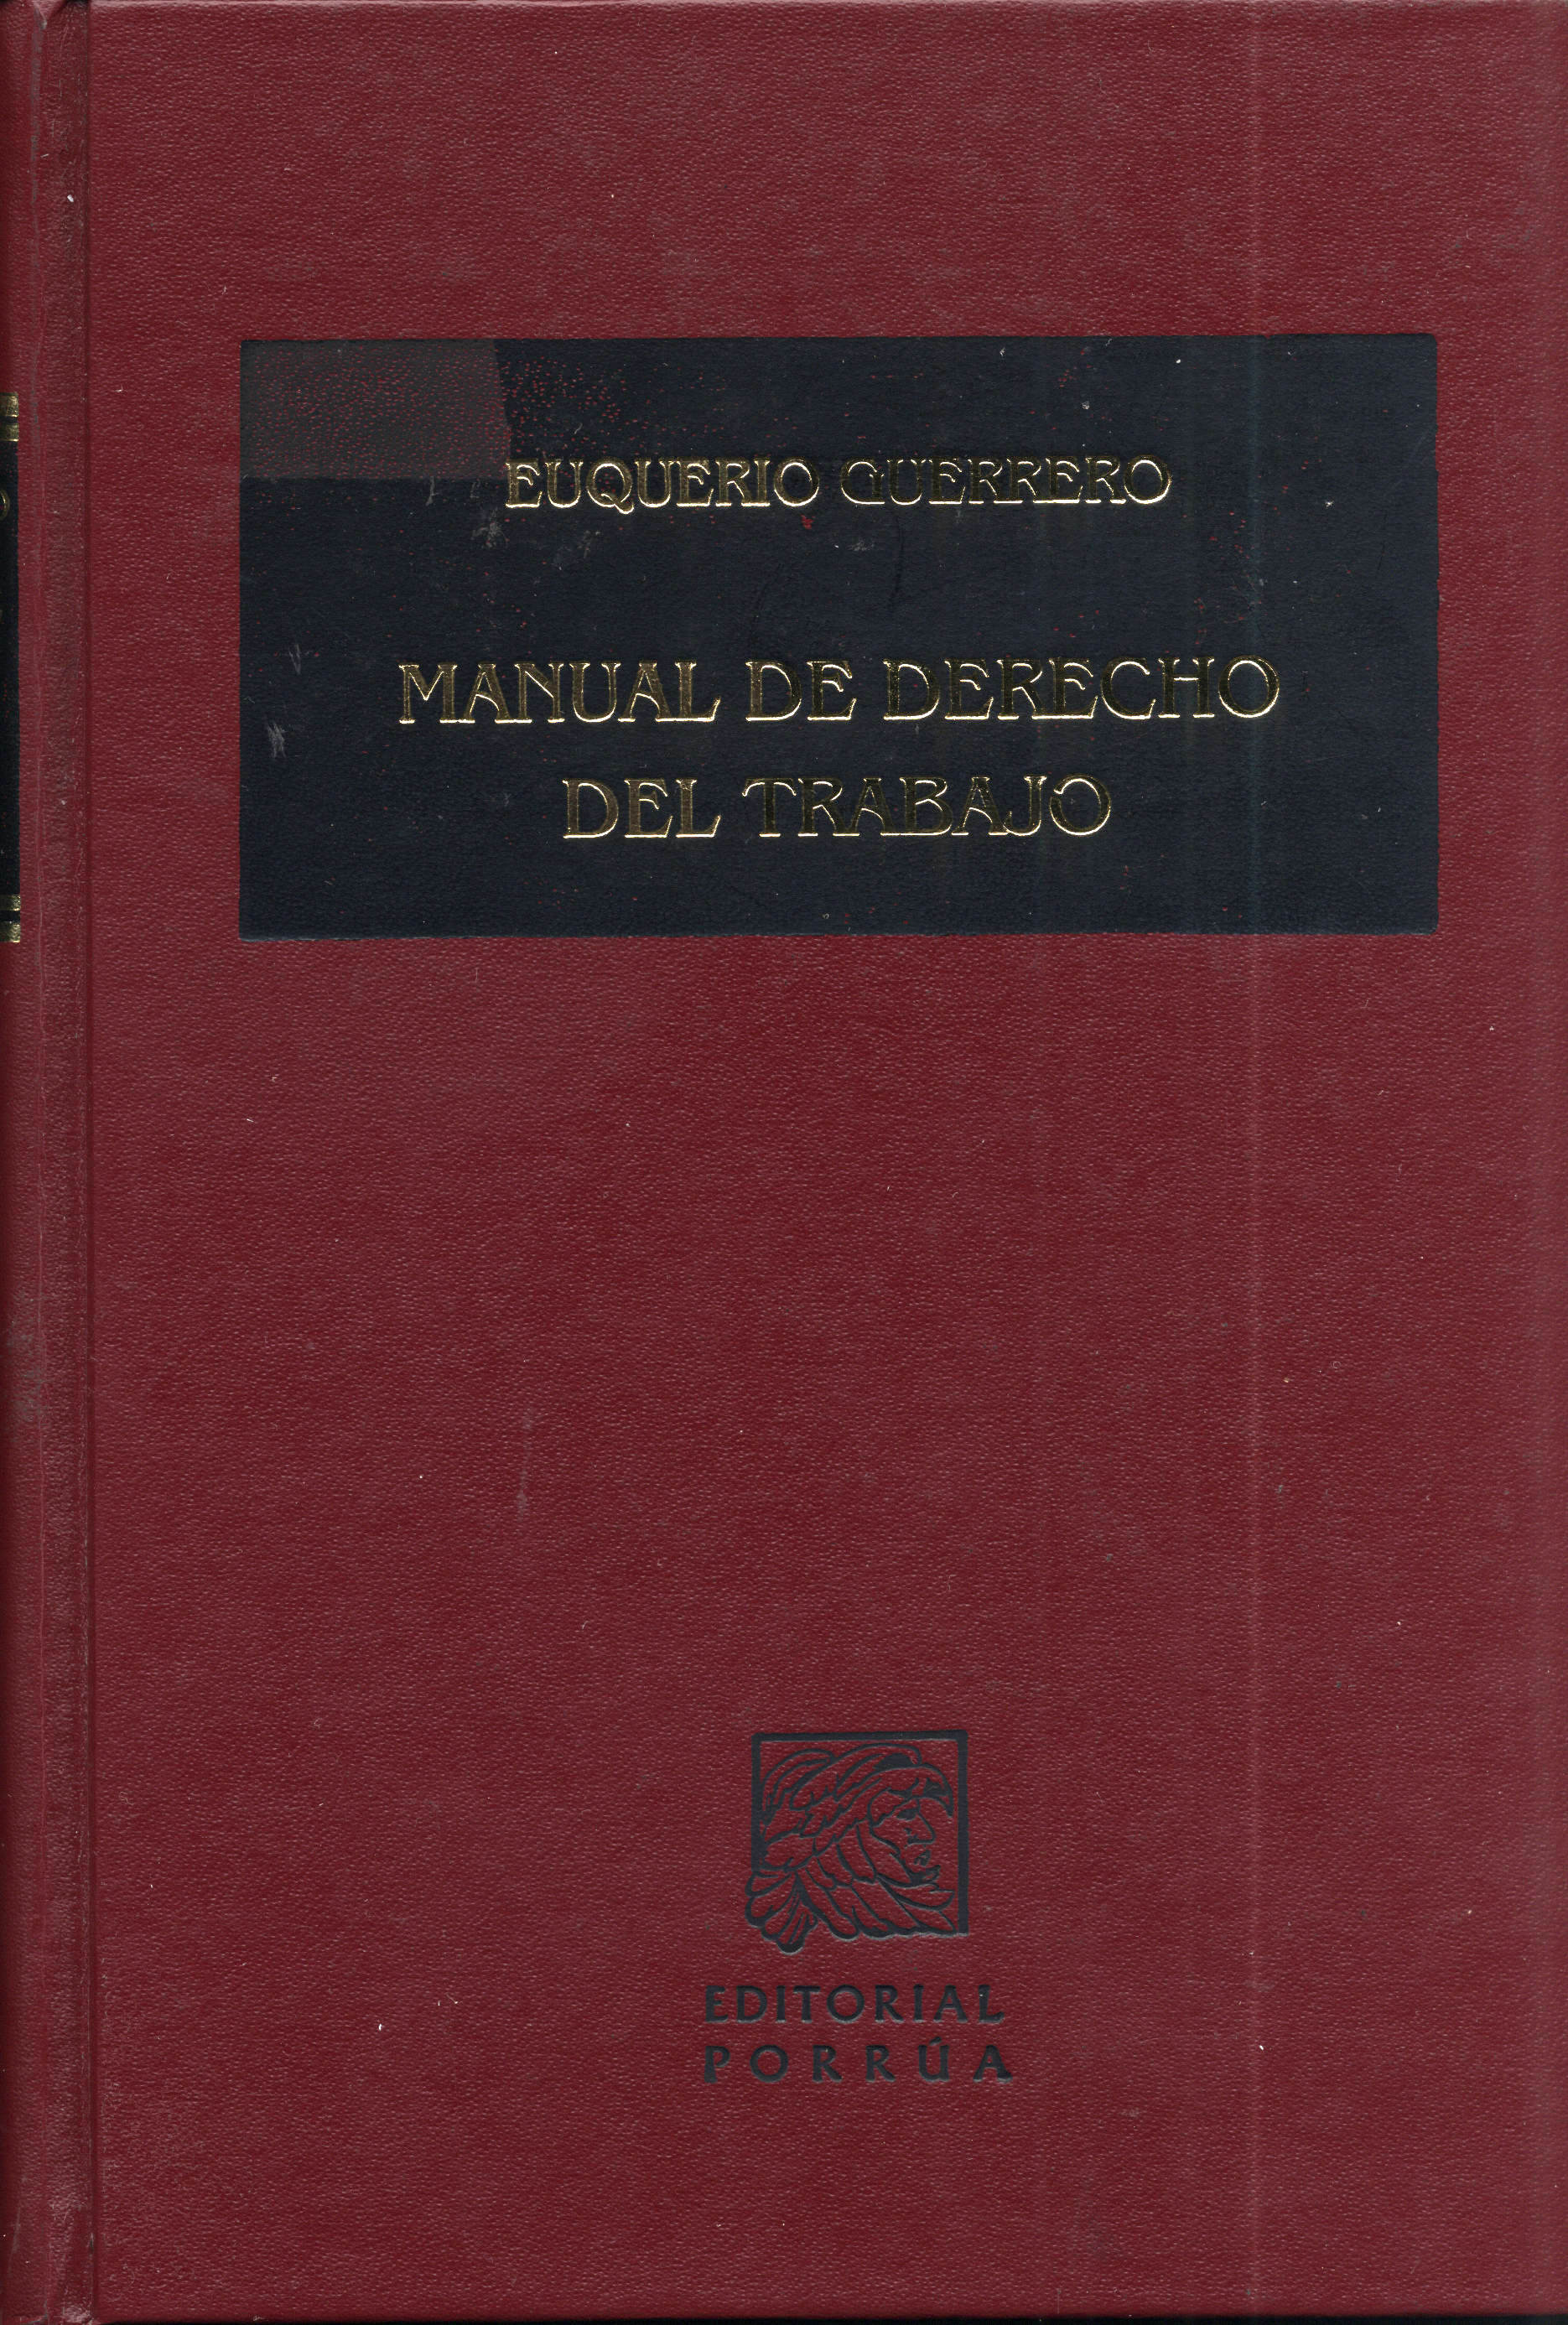 EUQUERIO GUERRERO
MANUAL DE DERECHO
DEL TRABAJO
EDITORIAL
PORRÚA